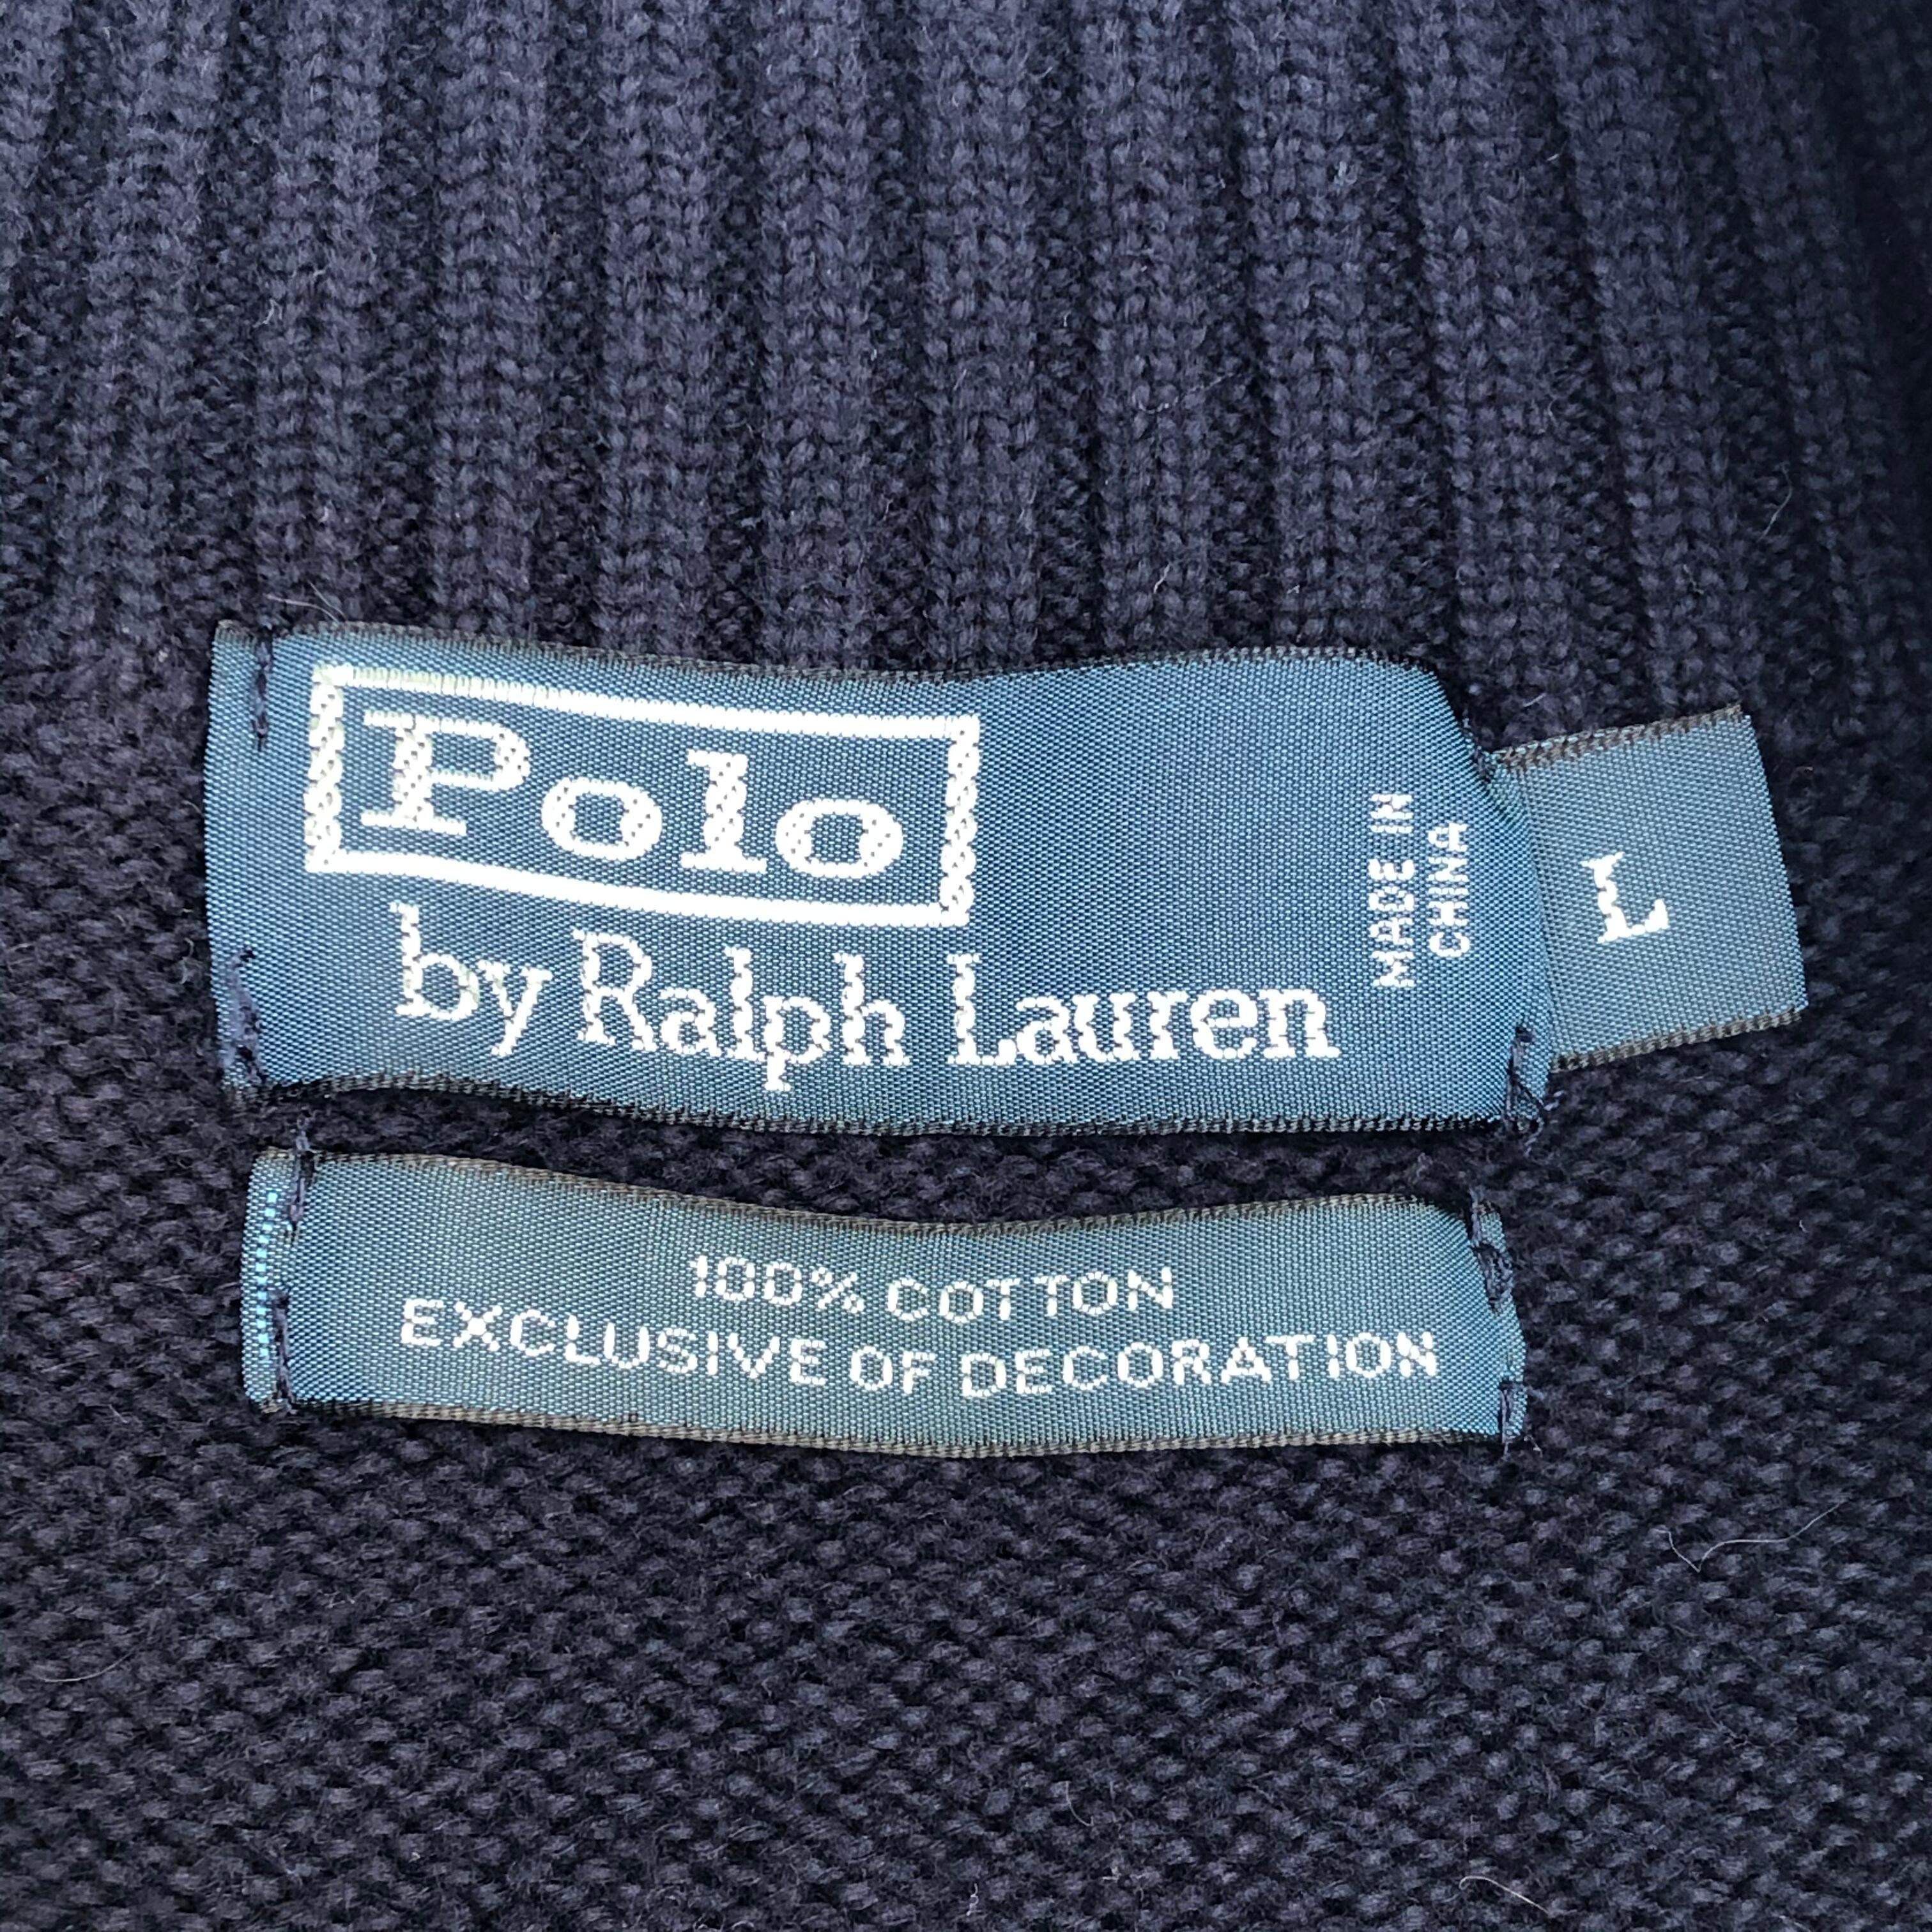 Polo
by Ralph Lauren
MADE IN
CHINA
L
100% COTTON
EXCLUSIVE OF DECORATION